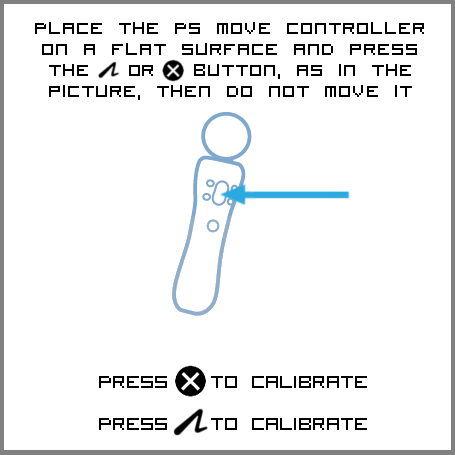 PLACE THE PS MOVE CONTROLLER
ON A FLAT SURFACE AND PRESS
THE OR BUTTON, AS IN THE
PICTURE, THEN DO NOT MOVE IT
PRESS TO CALIBRATE
PRESS TO CALIBRATE